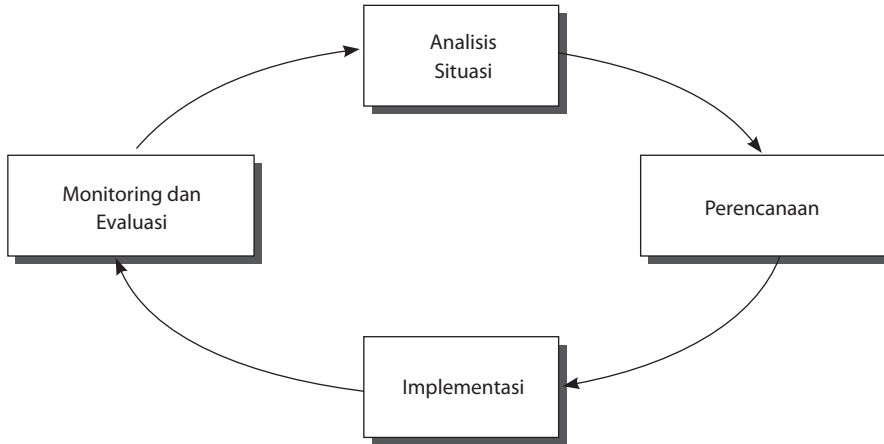 Analisis
Situasi
Monitoring dan
Evaluasi
Perencanaan
Implementasi